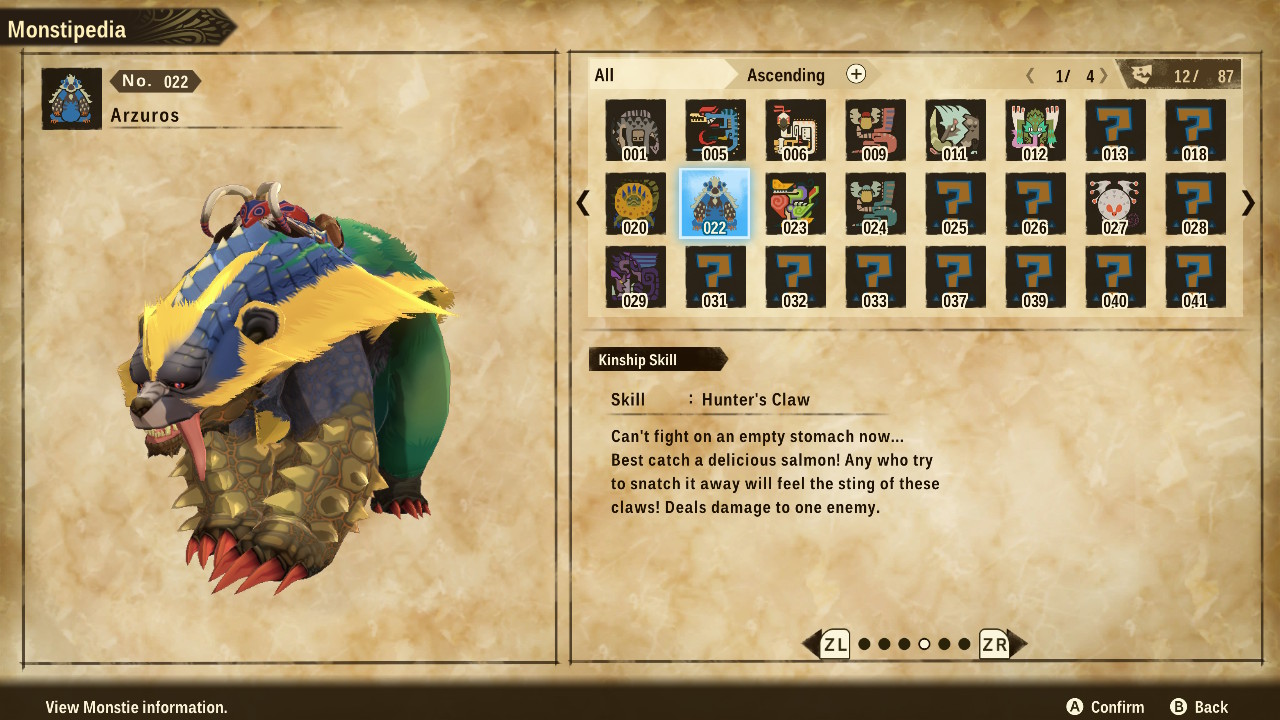 Monstipedia
No. 022
Arzuros
All
Ascending
1/ 4
12/ 87
001 005 006 009 011 012 013 018
020 022 023 024 025 026 027 028
029 031 032 033 037 039 040 041
Kinship Skill
Skill : Hunter's Claw
Can't fight on an empty stomach now...
Best catch a delicious salmon! Any who try
to snatch it away will feel the sting of these
claws! Deals damage to one enemy.
ZL ZR
View Monstie information.
A Confirm B Back